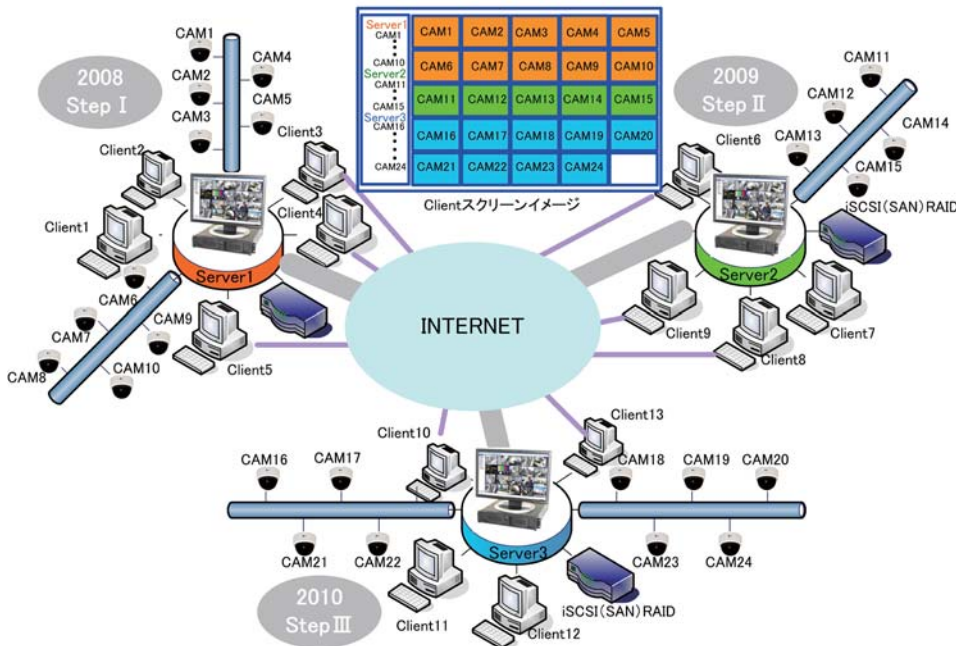 2008
Step Ⅰ
CAM1
CAM2
CAM3
CAM4
CAM5
Client1
Client2
Client3
Client4
Server1
CAM6
CAM7
CAM8
CAM9
CAM10
Client5
Server1
CAM1
CAM10
Server2
CAM11
CAM15
Server3
CAM16
CAM24
CAM1 CAM2 CAM3 CAM4 CAM5
CAM6 CAM7 CAM8 CAM9 CAM10
CAM11 CAM12 CAM13 CAM14 CAM15
CAM16 CAM17 CAM18 CAM19 CAM20
CAM21 CAM22 CAM23 CAM24
Clientスクリーンイメージ
2009
Step Ⅱ
CAM11
CAM12
CAM13
CAM14
CAM15
Client6
iSCSI(SAN)RAID
Server2
Client7
Client8
Client9
INTERNET
Client10
Client13
CAM16
CAM17
CAM18
CAM19
CAM20
CAM21
CAM22
CAM23
CAM24
Server3
iSCSI(SAN)RAID
Client11
Client12
2010
Step Ⅲ